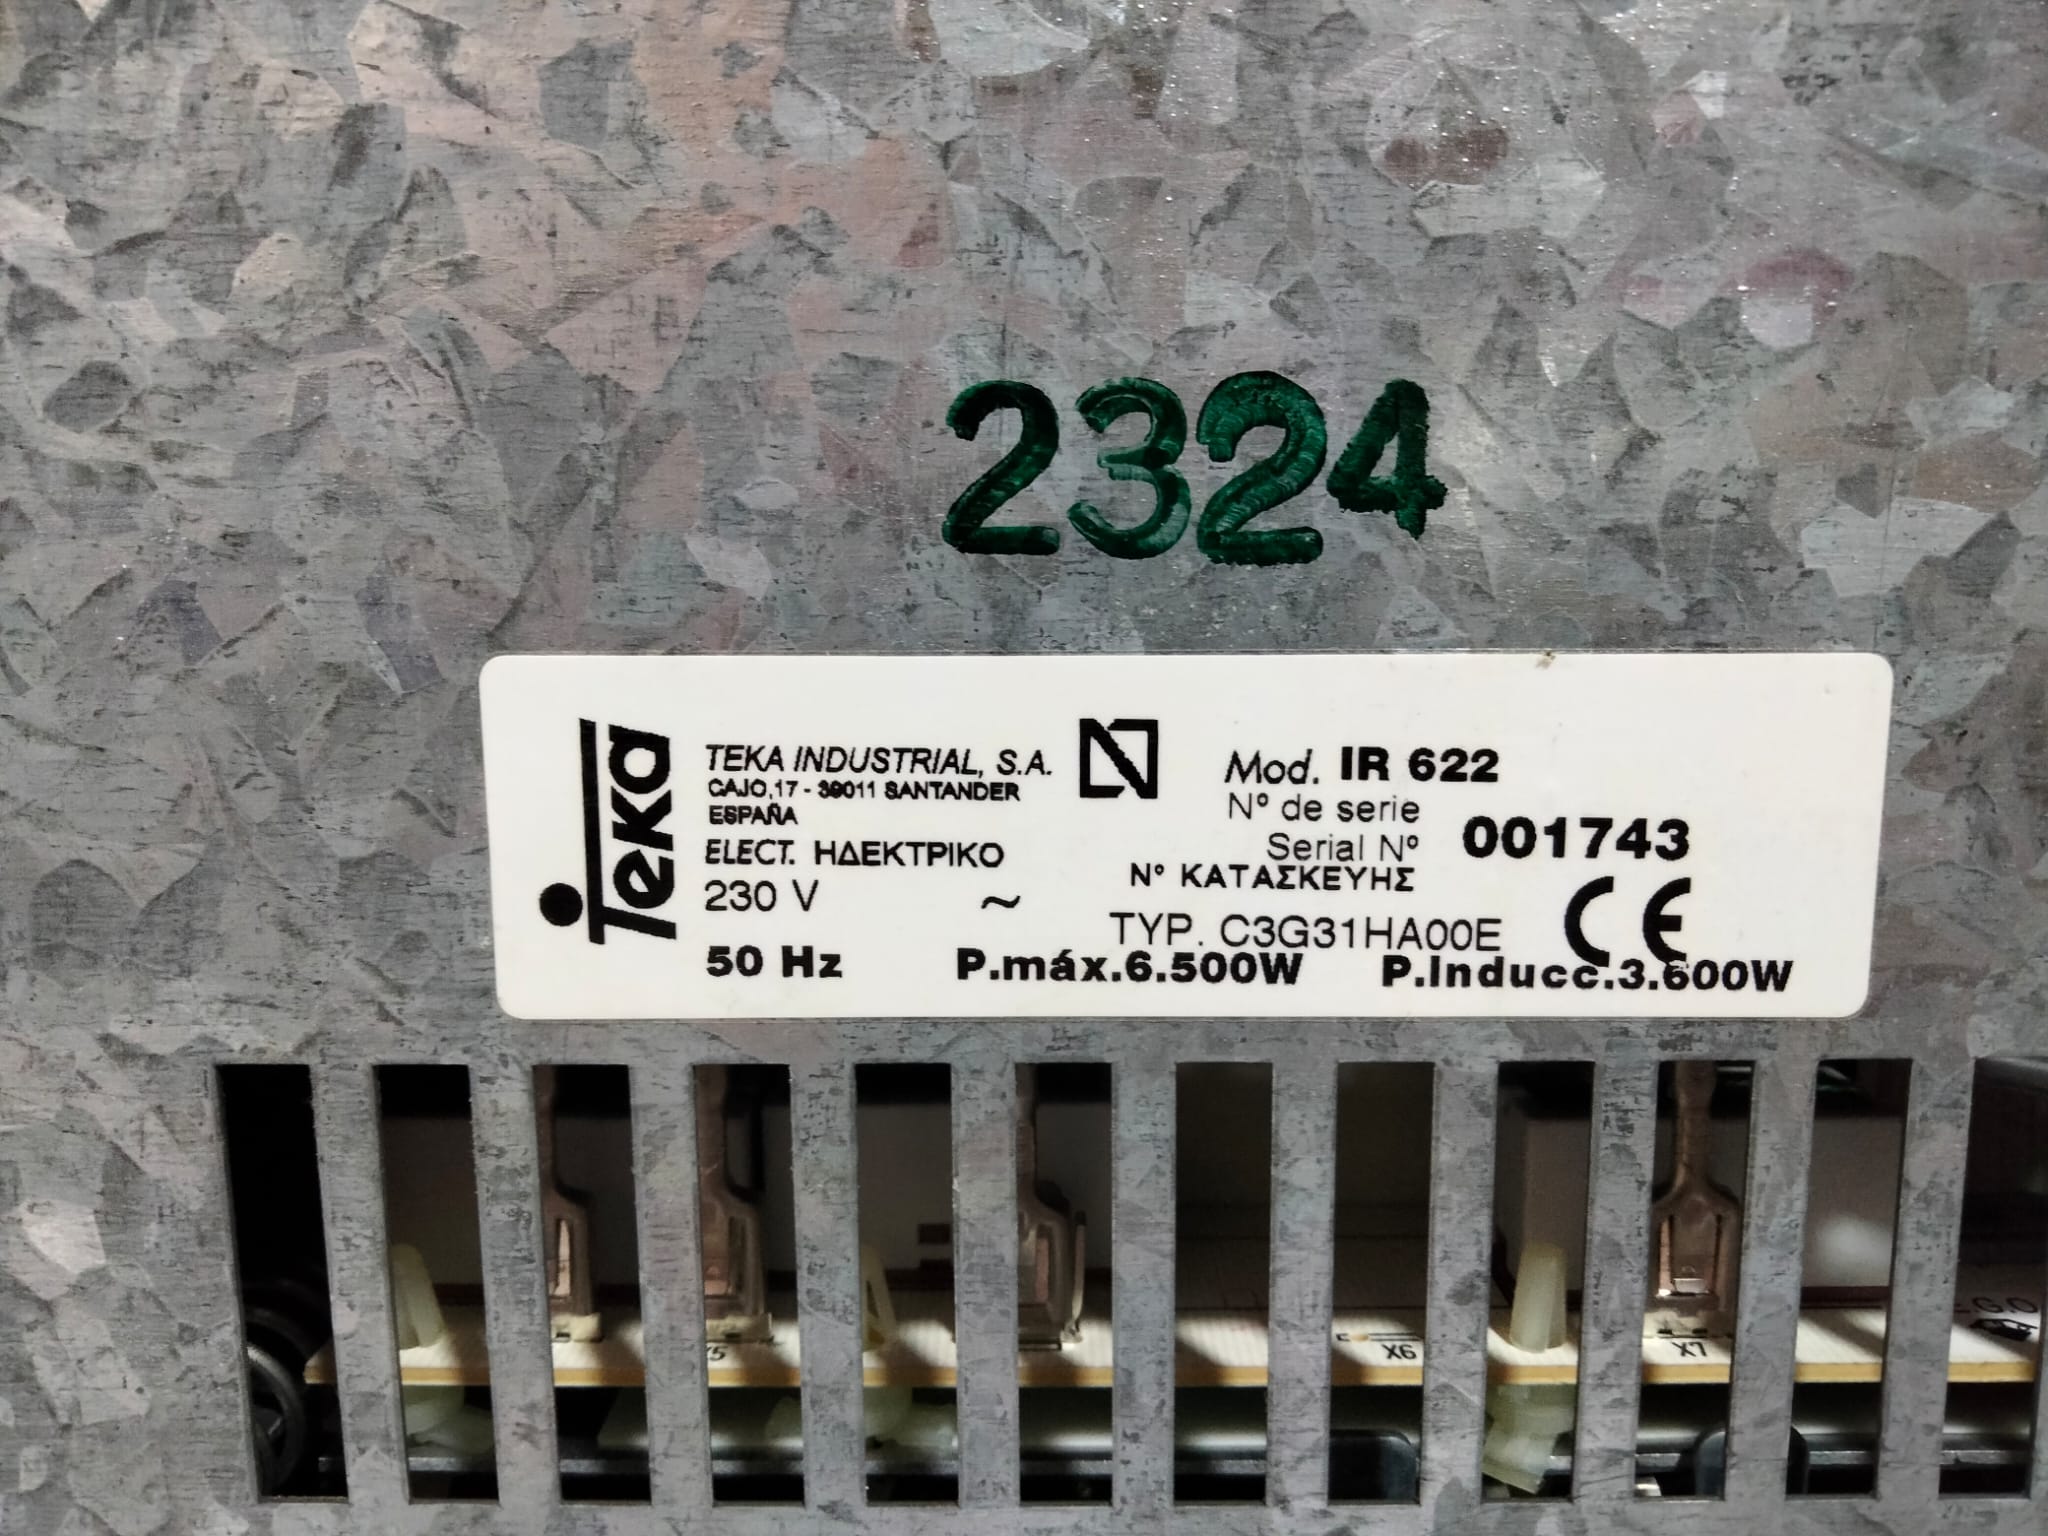 2324
Teka
TEKA INDUSTRIAL, S.A.
CAJO,17 - 39011 SANTANDER
ESPAÑA
ELECT. ΗΔΕΚΤΡΙΚΟ
230 V ~
50 Hz
N
Mod. IR 622
Nº de serie
Serial Nº 001743
Nº ΚΑΤΑΣΚΕΥΗΣ
TYP. C3G31HA00E CE
P.máx.6.500W P.Inducc.3.600W
X5
X6
X7